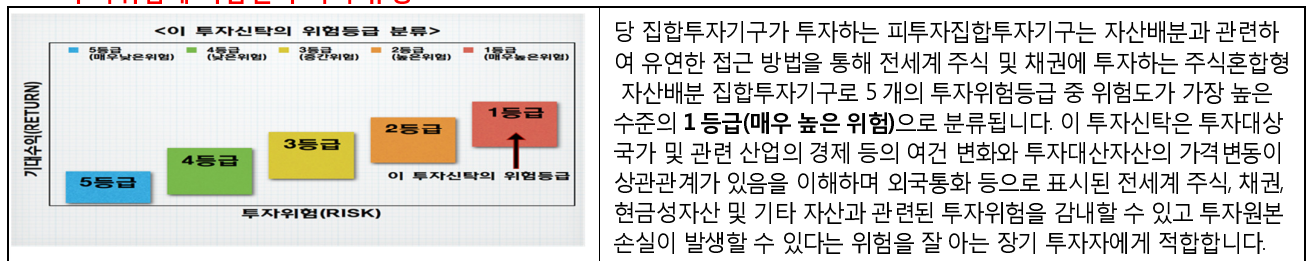 <이 투자신탁의 위험등급 분류>
5등급 4등급 3등급 2등급 1등급
(매우낮은위험) (낮은위험) (중간위험) (높은위험) (매우높은위험)
기대수익(RETURN)
1등급
2등급
3등급
4등급
5등급
이 투자신탁의 위험등급
투자위험(RISK)
당 집합투자기구가 투자하는 피투자집합투자기구는 자산배분과 관련하
여 유연한 접근 방법을 통해 전세계 주식 및 채권에 투자하는 주식혼합형
자산배분 집합투자기구로 5 개의 투자위험등급 중 위험도가 가장 높은
수준의 1 등급(매우 높은 위험)으로 분류됩니다. 이 투자신탁은 투자대상
국가 및 관련 산업의 경제 등의 여건 변화와 투자대산자산의 가격변동이
상관관계가 있음을 이해하며 외국통화 등으로 표시된 전세계 주식, 채권,
현금성자산 및 기타 자산과 관련된 투자위험을 감내할 수 있고 투자원본
손실이 발생할 수 있다는 위험을 잘 아는 장기 투자자에게 적합합니다.